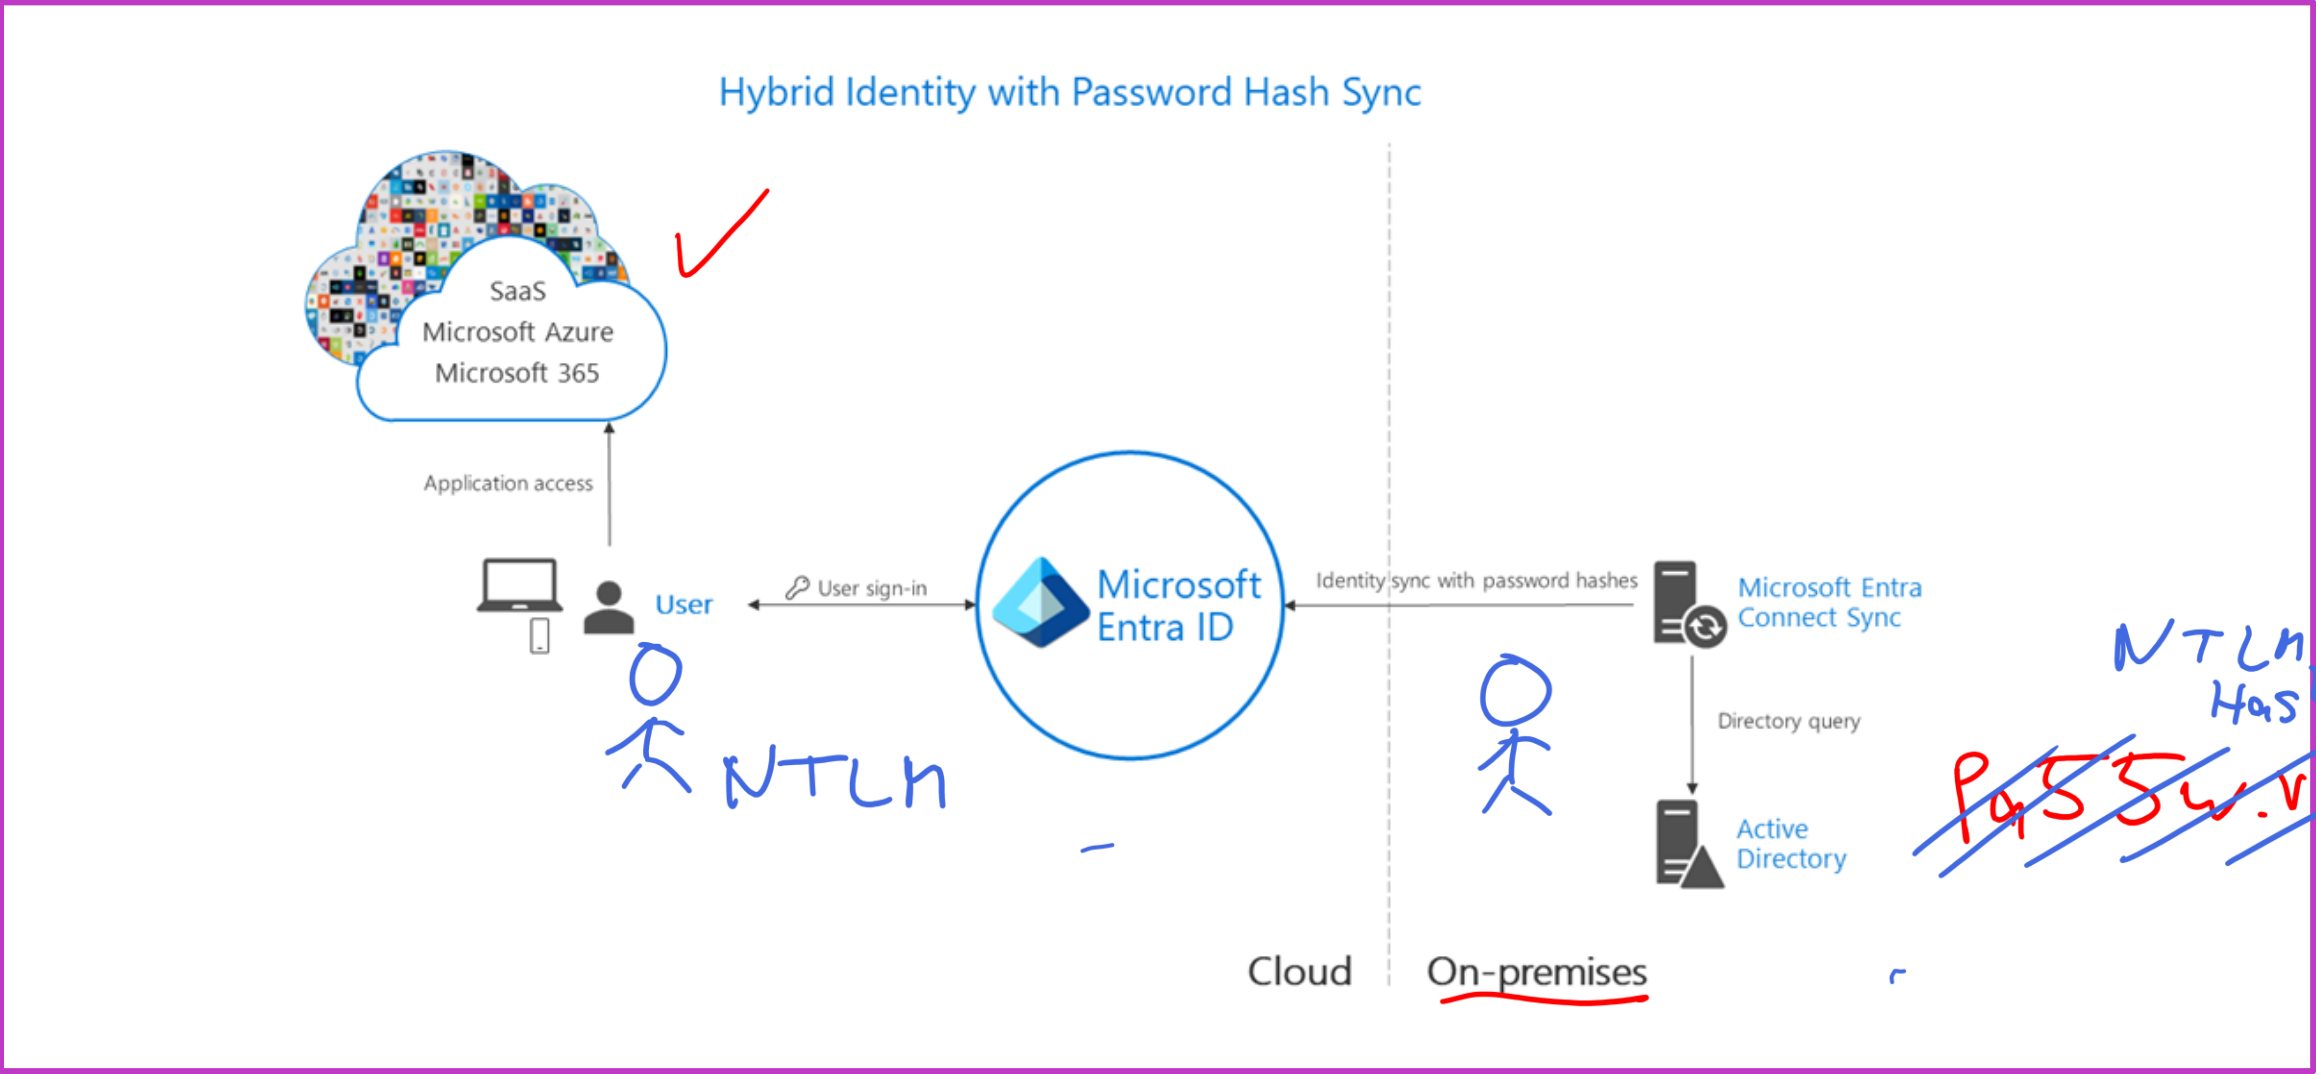 Hybrid Identity with Password Hash Sync
SaaS
Microsoft Azure
Microsoft 365
Application access
User
User sign-in
Microsoft
Entra ID
Identity sync with password hashes
Microsoft Entra
Connect Sync
NTLM
Has
Directory query
NTLM
Active
Directory
Cloud
On-premises